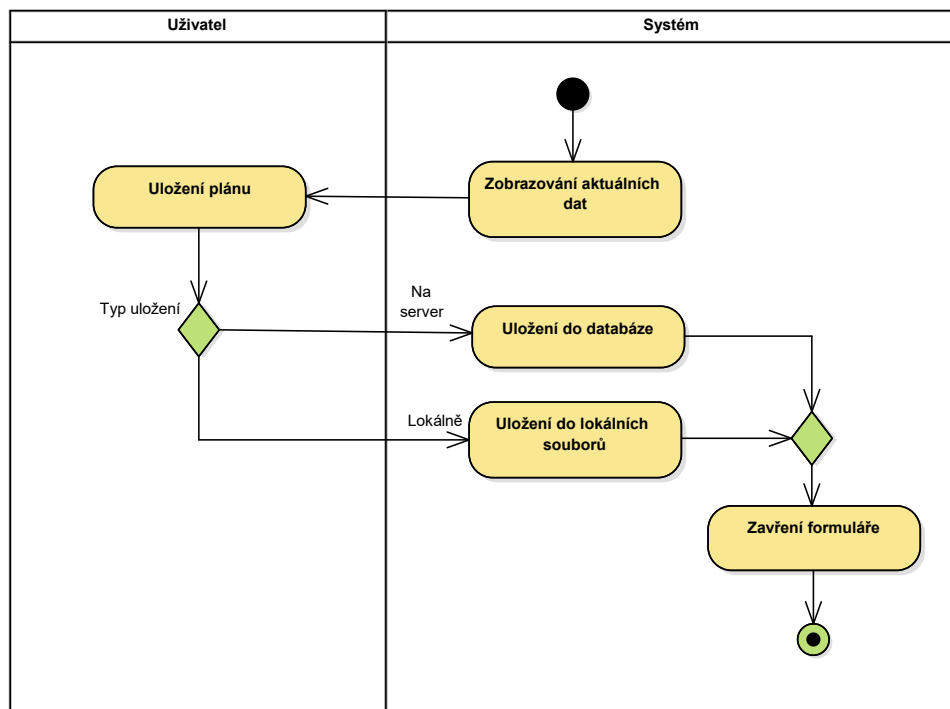 Uživatel
Systém
Uložení plánu
Zobrazování aktuálních
dat
Typ uložení
Na
server
Uložení do databáze
Lokálně
Uložení do lokálních
souborů
Zavření formuláře